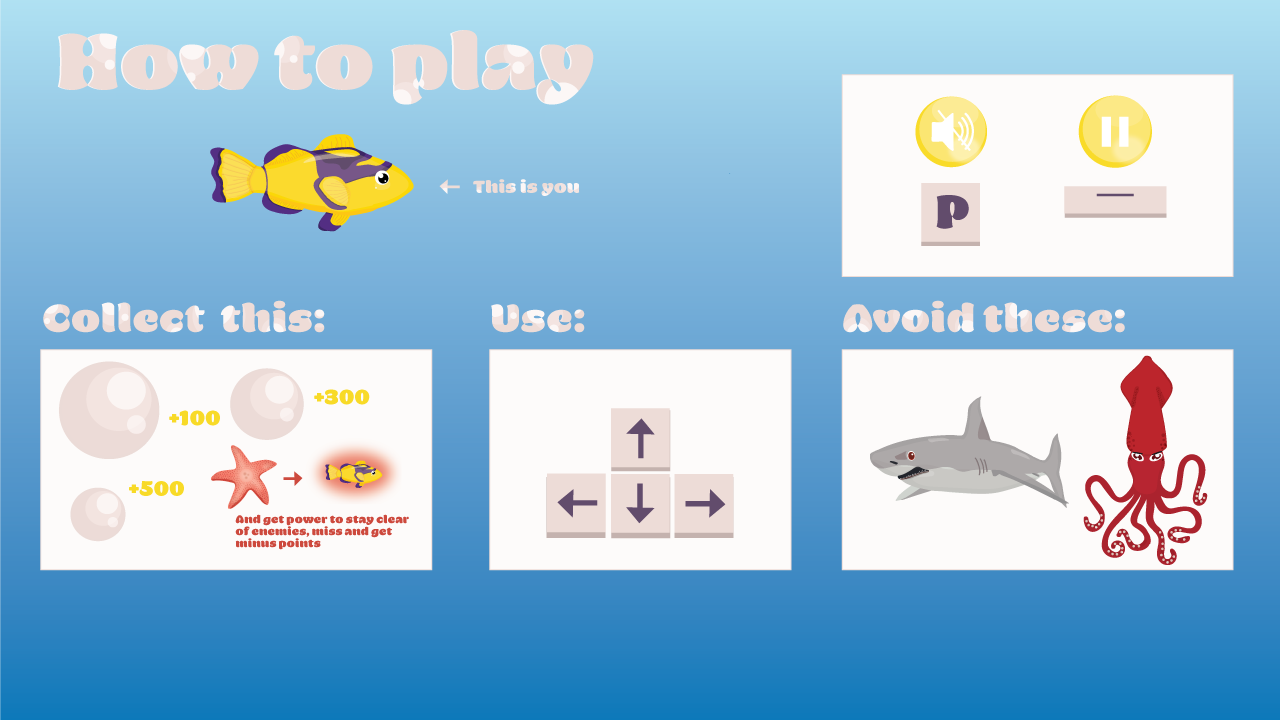 How to play
This is you
P
Collect this:
Use:
Avoid these:
+100
+300
+500
And get power to stay clear
of enemies, miss and get
minus points